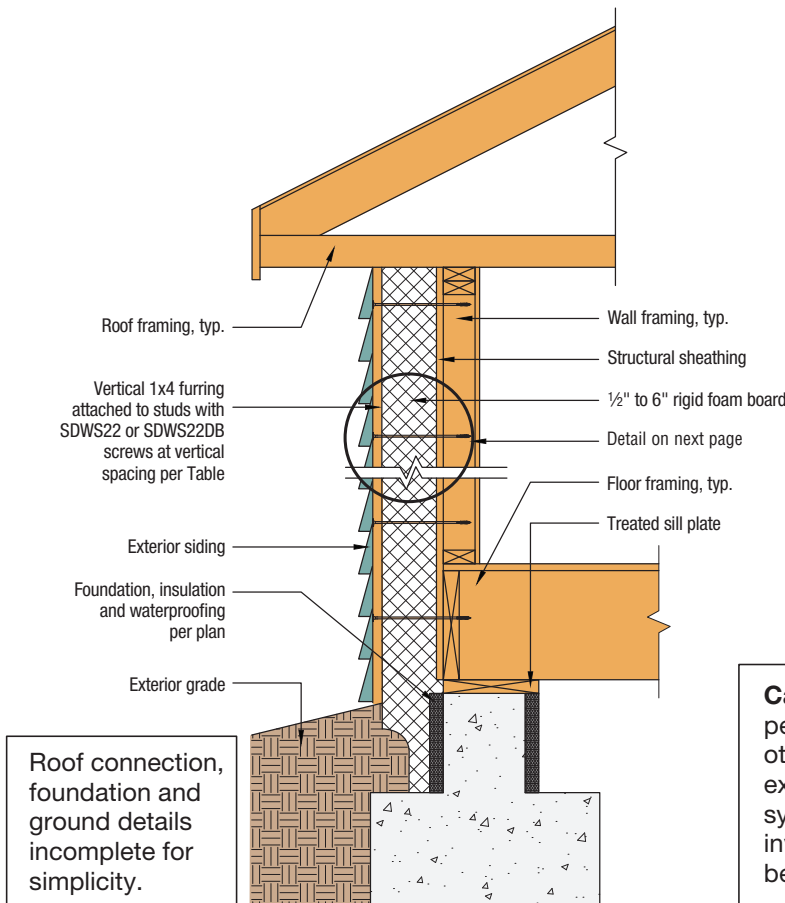 Roof framing, typ.
Vertical 1x4 furring
attached to studs with
SDWS22 or SDWS22DB
screws at vertical
spacing per Table
Exterior siding
Foundation, insulation
and waterproofing
per plan
Exterior grade
Roof connection,
foundation and
ground details
incomplete for
simplicity.
Wall framing, typ.
Structural sheathing
½" to 6" rigid foam board
Detail on next page
Floor framing, typ.
Treated sill plate